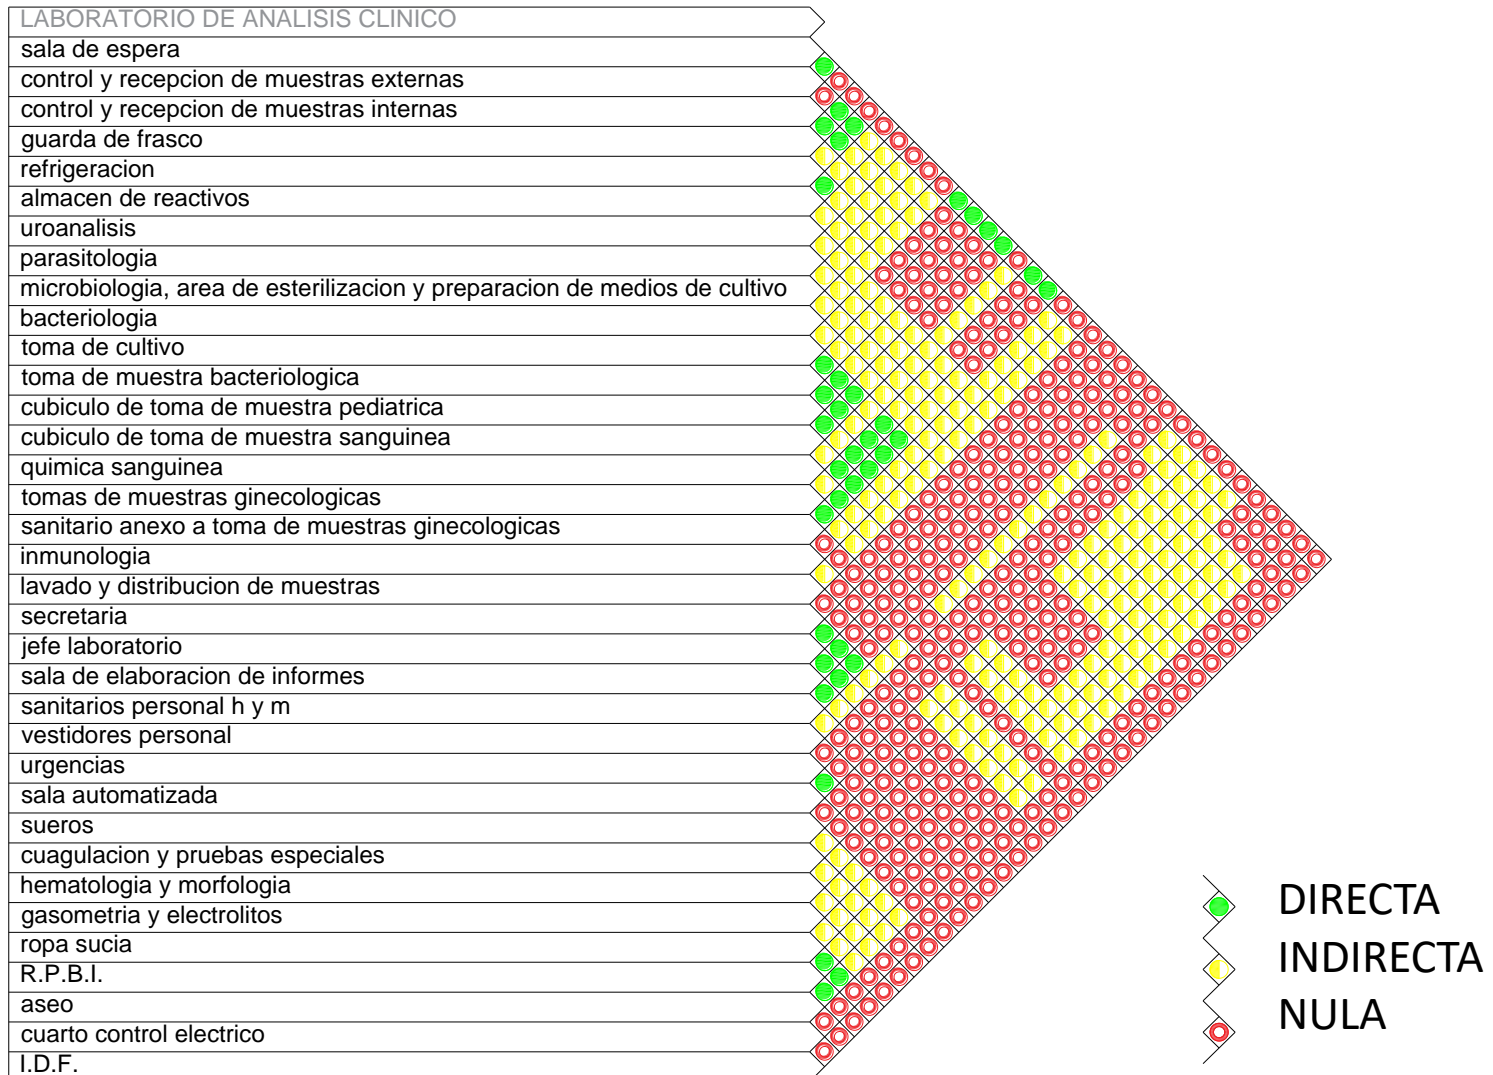 LABORATORIO DE ANALISIS CLINICO
sala de espera
control y recepcion de muestras externas
control y recepcion de muestras internas
guarda de frasco
refrigeracion
almacen de reactivos
uroanalisis
parasitologia
microbiologia, area de esterilizacion y preparacion de medios de cultivo
bacteriologia
toma de cultivo
toma de muestra bacteriologica
cubiculo de toma de muestra pediatrica
cubiculo de toma de muestra sanguinea
quimica sanguinea
tomas de muestras ginecologicas
sanitario anexo a toma de muestras ginecologicas
inmunologia
lavado y distribucion de muestras
secretaria
jefe laboratorio
sala de elaboracion de informes
sanitarios personal h y m
vestidores personal
urgencias
sala automatizada
sueros
cuagulacion y pruebas especiales
hematologia y morfologia
gasometria y electrolitos
ropa sucia
R.P.B.I.
aseo
cuarto control electrico
I.D.F.
DIRECTA
INDIRECTA
NULA